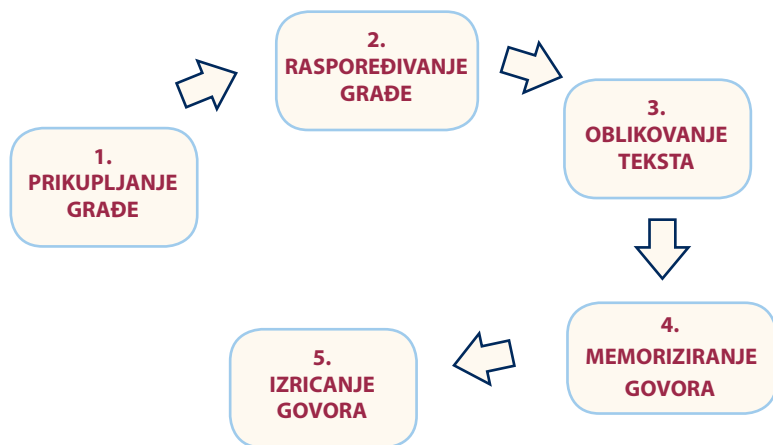 1.
PRIKUPLJANJE
GRAĐE
2.
RASPOREĐIVANJE
GRAĐE
3.
OBLIKOVANJE
TEKSTA
4.
MEMORIZIRANJE
GOVORA
5.
IZRICANJE
GOVORA